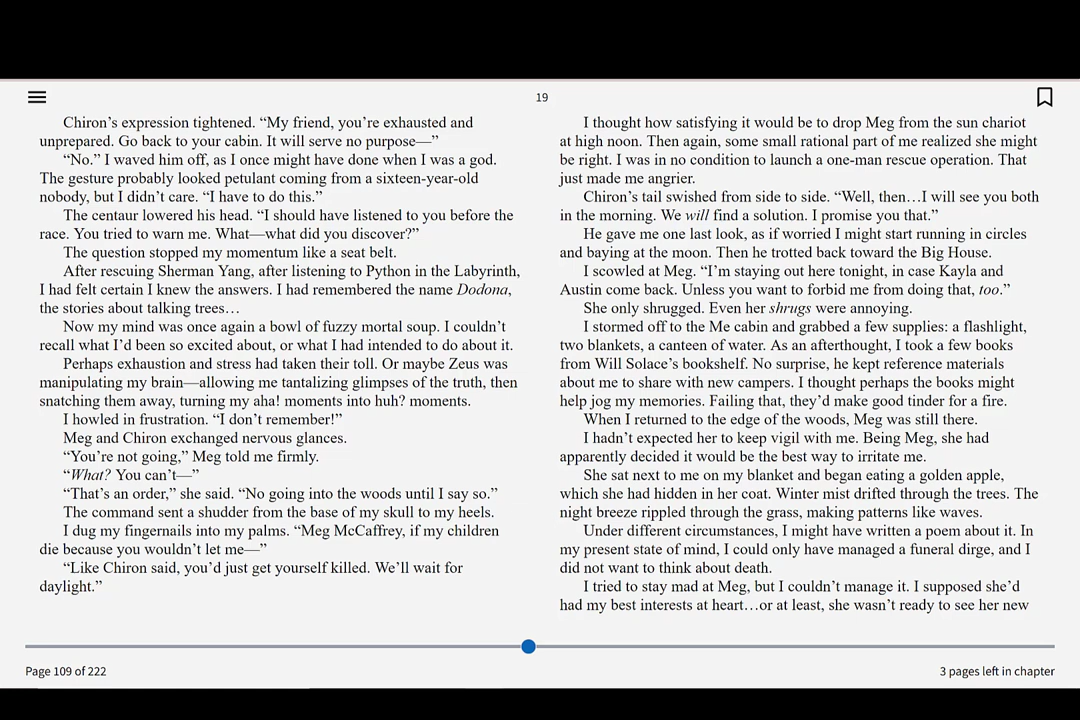 19
Chiron’s expression tightened. “My friend, you’re exhausted and
unprepared. Go back to your cabin. It will serve no purpose—”
“No.” I waved him off, as I once might have done when I was a god.
The gesture probably looked petulant coming from a sixteen-year-old
nobody, but I didn’t care. “I have to do this.”
The centaur lowered his head. “I should have listened to you before the
race. You tried to warn me. What—what did you discover?”
The question stopped my momentum like a seat belt.
After rescuing Sherman Yang, after listening to Python in the Labyrinth,
I had felt certain I knew the answers. I had remembered the name Dodona,
the stories about talking trees…
Now my mind was once again a bowl of fuzzy mortal soup. I couldn’t
recall what I’d been so excited about, or what I had intended to do about it.
Perhaps exhaustion and stress had taken their toll. Or maybe Zeus was
manipulating my brain—allowing me tantalizing glimpses of the truth, then
snatching them away, turning my aha! moments into huh? moments.
I howled in frustration. “I don’t remember!”
Meg and Chiron exchanged nervous glances.
“You’re not going,” Meg told me firmly.
“What? You can’t—”
“That’s an order,” she said. “No going into the woods until I say so.”
The command sent a shudder from the base of my skull to my heels.
I dug my fingernails into my palms. “Meg McCaffrey, if my children
die because you wouldn’t let me—”
“Like Chiron said, you’d just get yourself killed. We’ll wait for
daylight.”
I thought how satisfying it would be to drop Meg from the sun chariot
at high noon. Then again, some small rational part of me realized she might
be right. I was in no condition to launch a one-man rescue operation. That
just made me angrier.
Chiron’s tail swished from side to side. “Well, then…I will see you both
in the morning. We will find a solution. I promise you that.”
He gave me one last look, as if worried I might start running in circles
and baying at the moon. Then he trotted back toward the Big House.
I scowled at Meg. “I’m staying out here tonight, in case Kayla and
Austin come back. Unless you want to forbid me from doing that, too.”
She only shrugged. Even her shrugs were annoying.
I stormed off to the Me cabin and grabbed a few supplies: a flashlight,
two blankets, a canteen of water. As an afterthought, I took a few books
from Will Solace’s bookshelf. No surprise, he kept reference materials
about me to share with new campers. I thought perhaps the books might
help jog my memories. Failing that, they’d make good tinder for a fire.
When I returned to the edge of the woods, Meg was still there.
I hadn’t expected her to keep vigil with me. Being Meg, she had
apparently decided it would be the best way to irritate me.
She sat next to me on my blanket and began eating a golden apple,
which she had hidden in her coat. Winter mist drifted through the trees. The
night breeze rippled through the grass, making patterns like waves.
Under different circumstances, I might have written a poem about it. In
my present state of mind, I could only have managed a funeral dirge, and I
did not want to think about death.
I tried to stay mad at Meg, but I couldn’t manage it. I supposed she’d
had my best interests at heart…or at least, she wasn’t ready to see her new
Page 109 of 222
3 pages left in chapter